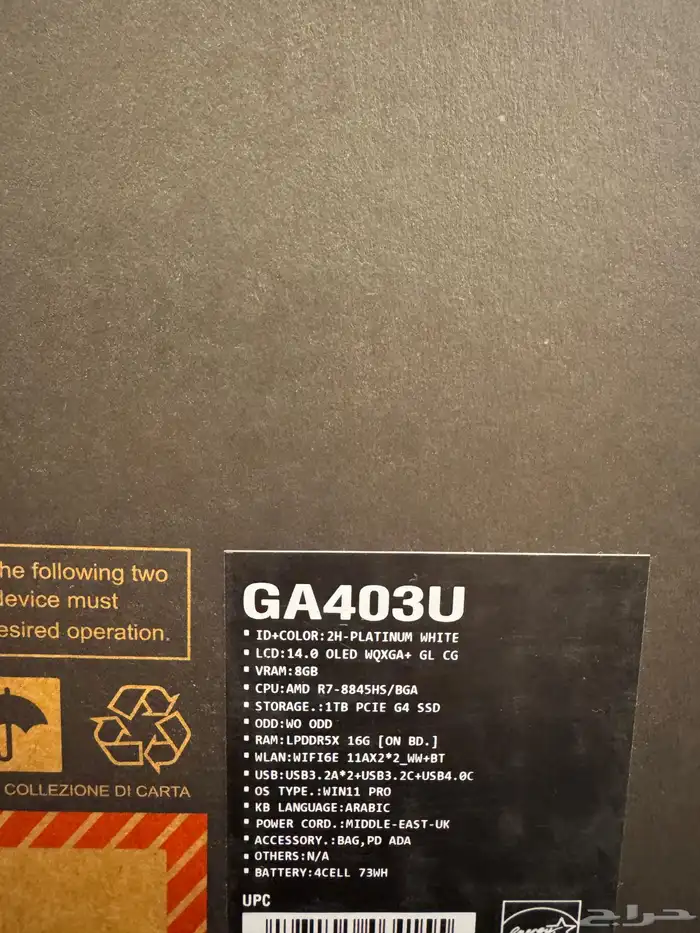 he following two
device must
esired operation.
COLLEZIONE DI CARTA
GA403U
ID+COLOR:2H-PLATINUM WHITE
LCD:14.0 OLED WQXGA+ GL CG
VRAM:8GB
CPU:AMD R7-8845HS/BGA
STORAGE.:1TB PCIE G4 SSD
ODD:WO ODD
RAM:LPDDR5X 16G [ON BD.]
WLAN:WIFI6E 11AX2*2_WW+BT
USB:USB3.2A*2+USB3.2C+USB4.0C
OS TYPE.:WIN11 PRO
KB LANGUAGE:ARABIC
POWER CORD.:MIDDLE-EAST-UK
ACCESSORY.:BAG,PD ADA
OTHERS:N/A
BATTERY:4CELL 73WH
UPC
energy
حراج